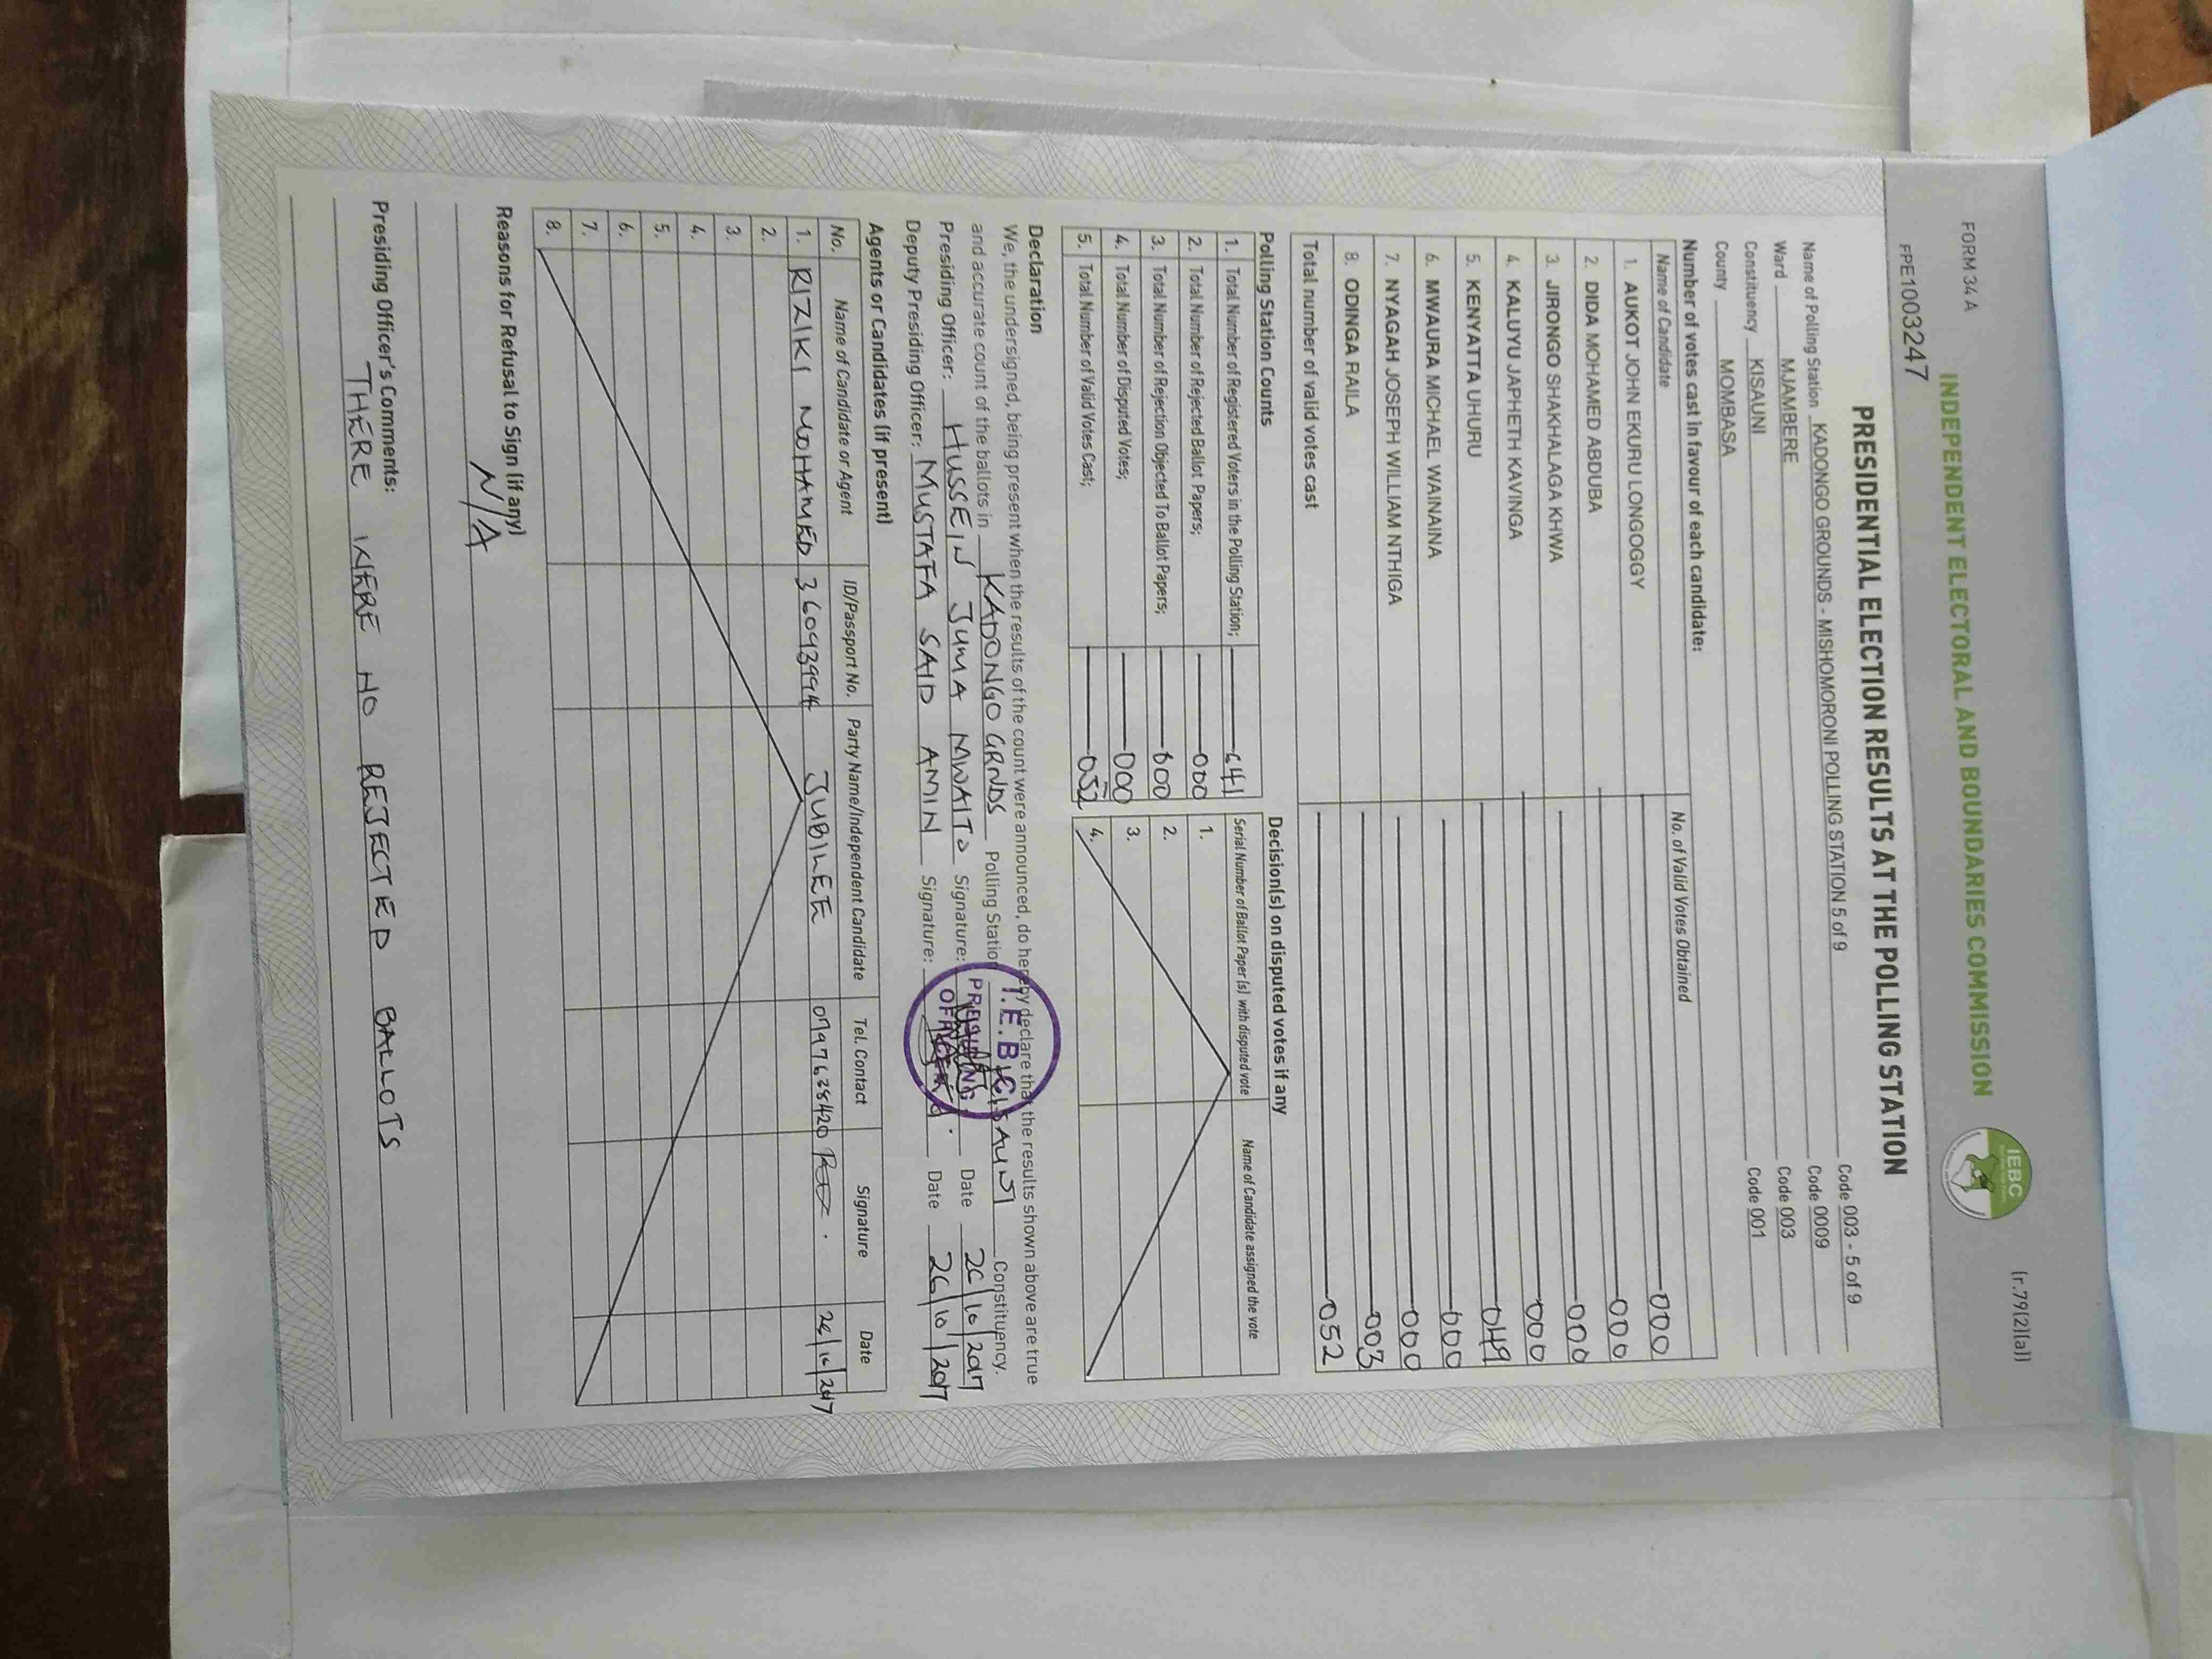 FORM 34 A
(r.79(2)(a))
INDEPENDENT ELECTORAL AND BOUNDARIES COMMISSION
IEBC
FPE1003247
PRESIDENTIAL ELECTION RESULTS AT THE POLLING STATION
Name of Polling Station KADONGO GROUNDS - MISHOMORONI POLLING STATION 5 of 9 Code 003 - 5 of 9
Ward MJAMBERE Code 0009
Constituency KISAUNI Code 003
County MOMBASA Code 001
Number of votes cast in favour of each candidate:
Name of Candidate No. of Valid Votes Obtained
1. AUKOT JOHN EKURU LONGOGGY 000
2. DIDA MOHAMED ABDUBA 000
3. JIRONGO SHAKHALAGA KHWA 000
4. KALUYU JAPHETH KAVINGA 000
5. KENYATTA UHURU 049
6. MWAURA MICHAEL WAINAINA 000
7. NYAGAH JOSEPH WILLIAM NTHIGA 000
8. ODINGA RAILA 003
Total number of valid votes cast 052
Polling Station Counts
1. Total Number of Registered Voters in the Polling Station; 641
2. Total Number of Rejected Ballot Papers; 000
3. Total Number of Rejection Objected To Ballot Papers; 000
4. Total Number of Disputed Votes; 000
5. Total Number of Valid Votes Cast; 052
Decision(s) on disputed votes if any
Serial Number of Ballot Paper(s) with disputed vote Name of Candidate assigned the vote
1.
2.
3.
4.
Declaration
We, the undersigned, being present when the results of the count were announced, do hereby declare that the results shown above are true
and accurate count of the ballots in KADONGO GRNDS Polling Station KISAUNI Constituency.
Presiding Officer: HUSSEIN JUMA MWALTO Signature: Date 26/10/2017
Deputy Presiding Officer: MUSTAFA SAID AMIN Signature: Date 26/10/2017
I.E.B.C
PRESIDING
OFFICER
Agents or Candidates (if present)
No. Name of Candidate or Agent ID/Passport No. Party Name/Independent Candidate Tel. Contact Signature Date
1. RIZIKI MOHAMED 36093994 JUBILEE 0797638420 26/10/2017
2.
3.
4.
5.
6.
7.
8.
Reasons for Refusal to Sign (if any)
N/A
Presiding Officer's Comments:
THERE WERE NO REJECTED BALLOTS